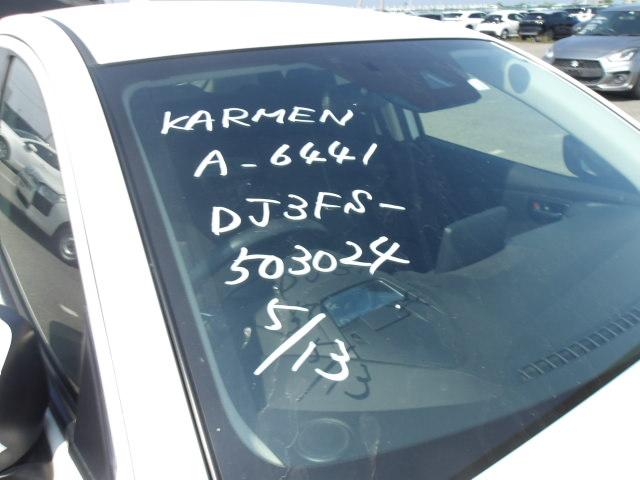 KARMEN
A-6441
DJ3FS-
503024
5/13